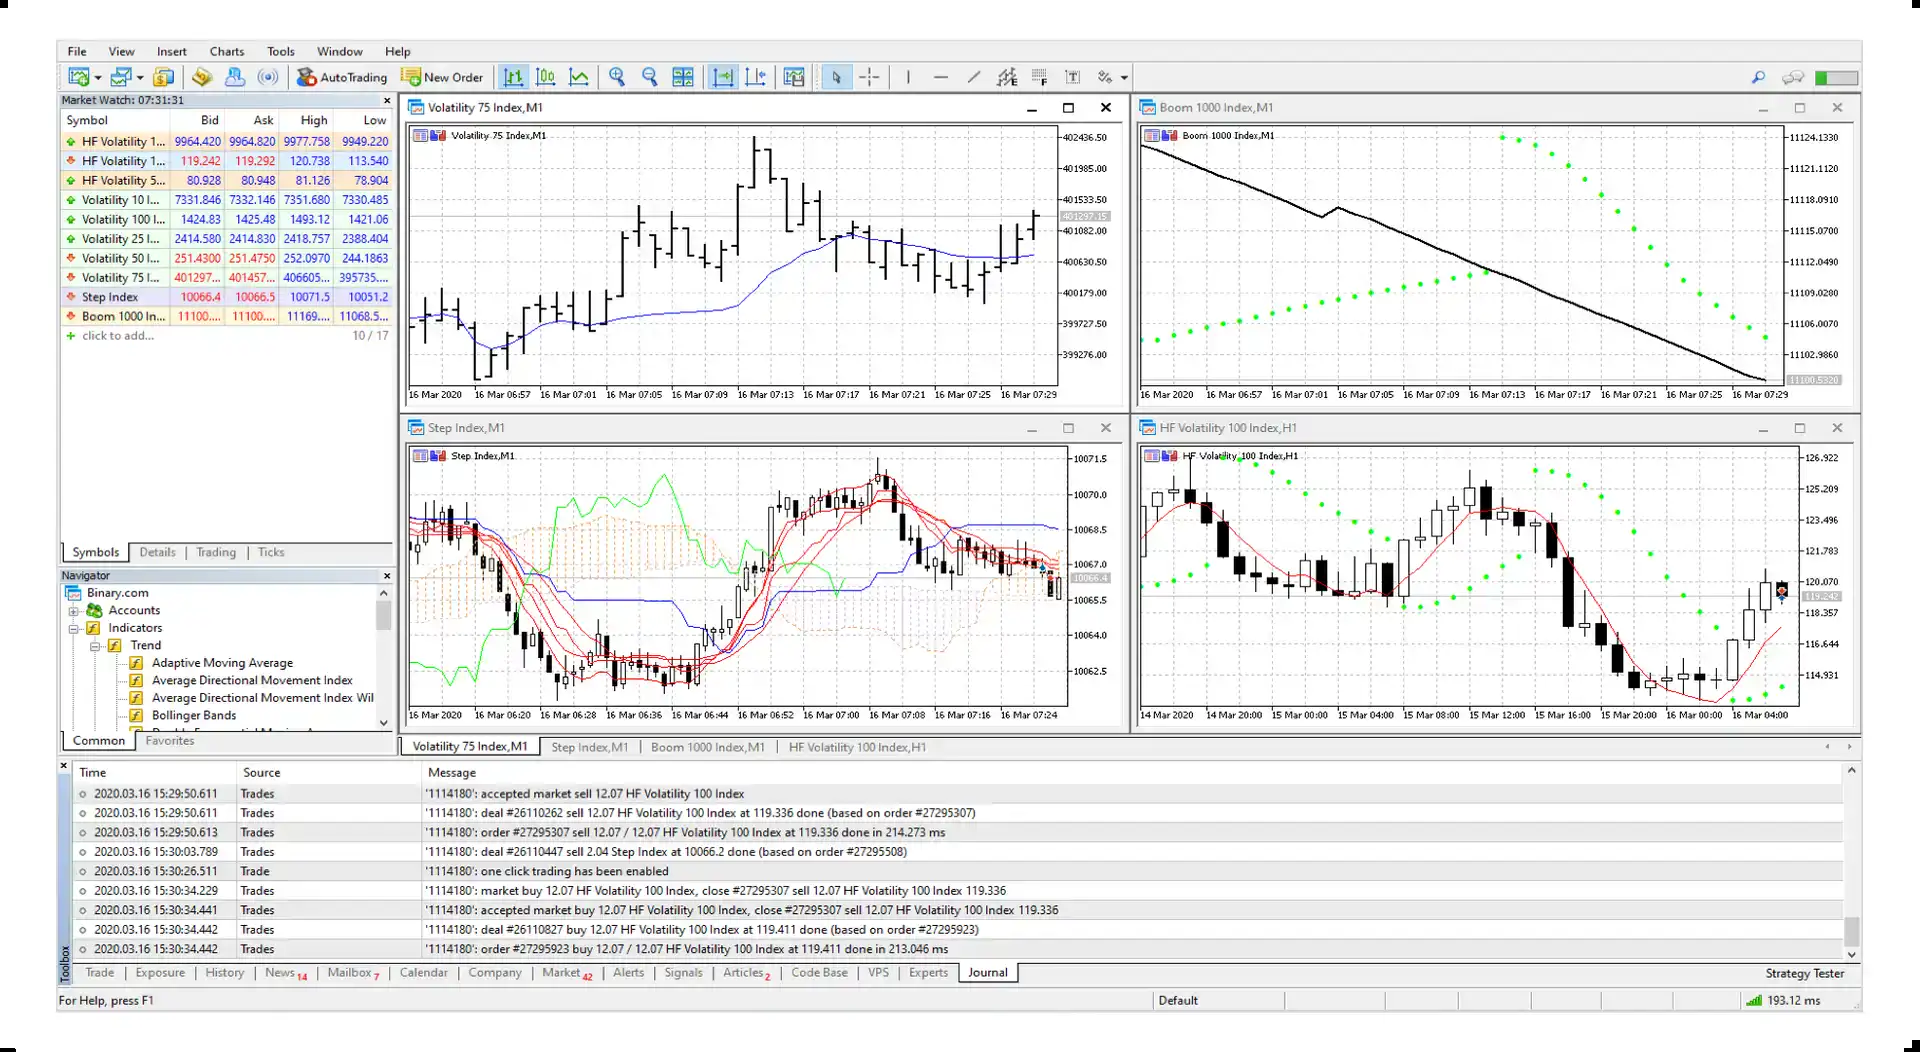 File View Insert Charts Tools Window Help
AutoTrading New Order
Market Watch: 07:31:31
Symbol Bid Ask High Low
HF Volatility 1... 9964.420 9964.820 9977.758 9949.220
HF Volatility 1... 119.242 119.292 120.738 113.540
HF Volatility 5... 80.928 80.948 81.126 78.904
Volatility 10 I... 7331.846 7332.146 7351.680 7330.485
Volatility 100 I... 1424.83 1425.48 1493.12 1421.06
Volatility 25 I... 2414.580 2414.830 2418.757 2388.404
Volatility 50 I... 251.4300 251.4750 252.0970 244.1863
Volatility 75 I... 401297... 401457... 406605... 395735....
Step Index 10066.4 10066.5 10071.5 10051.2
Boom 1000 In... 11100.... 11100.... 11169.... 11068.5...
click to add... 10 / 17
Symbols Details Trading Ticks
Navigator
Binary.com
Accounts
Indicators
Trend
Adaptive Moving Average
Average Directional Movement Index
Average Directional Movement Index Wil
Bollinger Bands
Common Favorites
Volatility 75 Index,M1
Volatility 75 Index,M1
402436.50
401985.00
401533.50
401297.15
401082.00
400630.50
400179.00
399727.50
399276.00
16 Mar 2020 16 Mar 06:57 16 Mar 07:01 16 Mar 07:05 16 Mar 07:09 16 Mar 07:13 16 Mar 07:17 16 Mar 07:21 16 Mar 07:25 16 Mar 07:29
Boom 1000 Index,M1
Boom 1000 Index,M1
11124.1330
11121.1120
11118.0910
11115.0700
11112.0490
11109.0280
11106.0070
11102.9860
11100.5320
16 Mar 2020 16 Mar 06:57 16 Mar 07:01 16 Mar 07:05 16 Mar 07:09 16 Mar 07:13 16 Mar 07:17 16 Mar 07:21 16 Mar 07:25 16 Mar 07:29
Step Index,M1
Step Index,M1
10071.5
10070.0
10068.5
10067.0
10066.4
10065.5
10064.0
10062.5
16 Mar 2020 16 Mar 06:20 16 Mar 06:28 16 Mar 06:36 16 Mar 06:44 16 Mar 06:52 16 Mar 07:00 16 Mar 07:08 16 Mar 07:16 16 Mar 07:24
HF Volatility 100 Index,H1
HF Volatility 100 Index,H1
126.922
125.209
123.496
121.783
120.070
119.242
118.357
116.644
114.931
14 Mar 2020 14 Mar 20:00 15 Mar 00:00 15 Mar 04:00 15 Mar 08:00 15 Mar 12:00 15 Mar 16:00 15 Mar 20:00 16 Mar 00:00 16 Mar 04:00
Volatility 75 Index,M1 Step Index,M1 Boom 1000 Index,M1 HF Volatility 100 Index,H1
Time Source Message
2020.03.16 15:29:50.611 Trades '1114180': accepted market sell 12.07 HF Volatility 100 Index
2020.03.16 15:29:50.611 Trades '1114180': deal #26110262 sell 12.07 HF Volatility 100 Index at 119.336 done (based on order #27295307)
2020.03.16 15:29:50.613 Trades '1114180': order #27295307 sell 12.07 / 12.07 HF Volatility 100 Index at 119.336 done in 214.273 ms
2020.03.16 15:30:03.789 Trades '1114180': deal #26110447 sell 2.04 Step Index at 10066.2 done (based on order #27295508)
2020.03.16 15:30:26.511 Trade '1114180': one click trading has been enabled
2020.03.16 15:30:34.229 Trades '1114180': market buy 12.07 HF Volatility 100 Index, close #27295307 sell 12.07 HF Volatility 100 Index 119.336
2020.03.16 15:30:34.441 Trades '1114180': accepted market buy 12.07 HF Volatility 100 Index, close #27295307 sell 12.07 HF Volatility 100 Index 119.336
2020.03.16 15:30:34.442 Trades '1114180': deal #26110827 buy 12.07 HF Volatility 100 Index at 119.411 done (based on order #27295923)
2020.03.16 15:30:34.442 Trades '1114180': order #27295923 buy 12.07 / 12.07 HF Volatility 100 Index at 119.411 done in 213.046 ms
Toolbox
Trade Exposure History News 14 Mailbox 7 Calendar Company Market 42 Alerts Signals Articles 2 Code Base VPS Experts Journal Strategy Tester
For Help, press F1 Default 193.12 ms